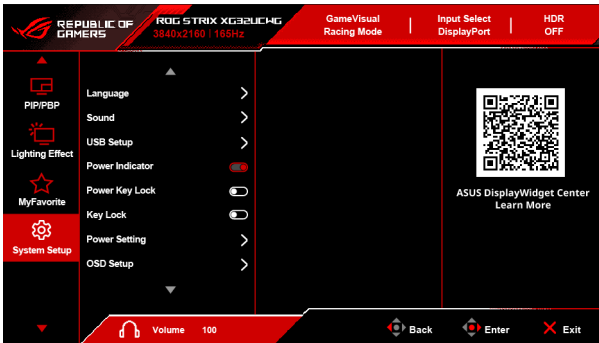 REPUBLIC OF
GAMERS
ROG STRIX XG32UCWG
3840x2160 | 165Hz
GameVisual
Racing Mode
Input Select
DisplayPort
HDR
OFF
PIP/PBP
Lighting Effect
MyFavorite
System Setup
Language
Sound
USB Setup
Power Indicator
Power Key Lock
Key Lock
Power Setting
OSD Setup
ASUS DisplayWidget Center
Learn More
Volume 100
Back
Enter
Exit